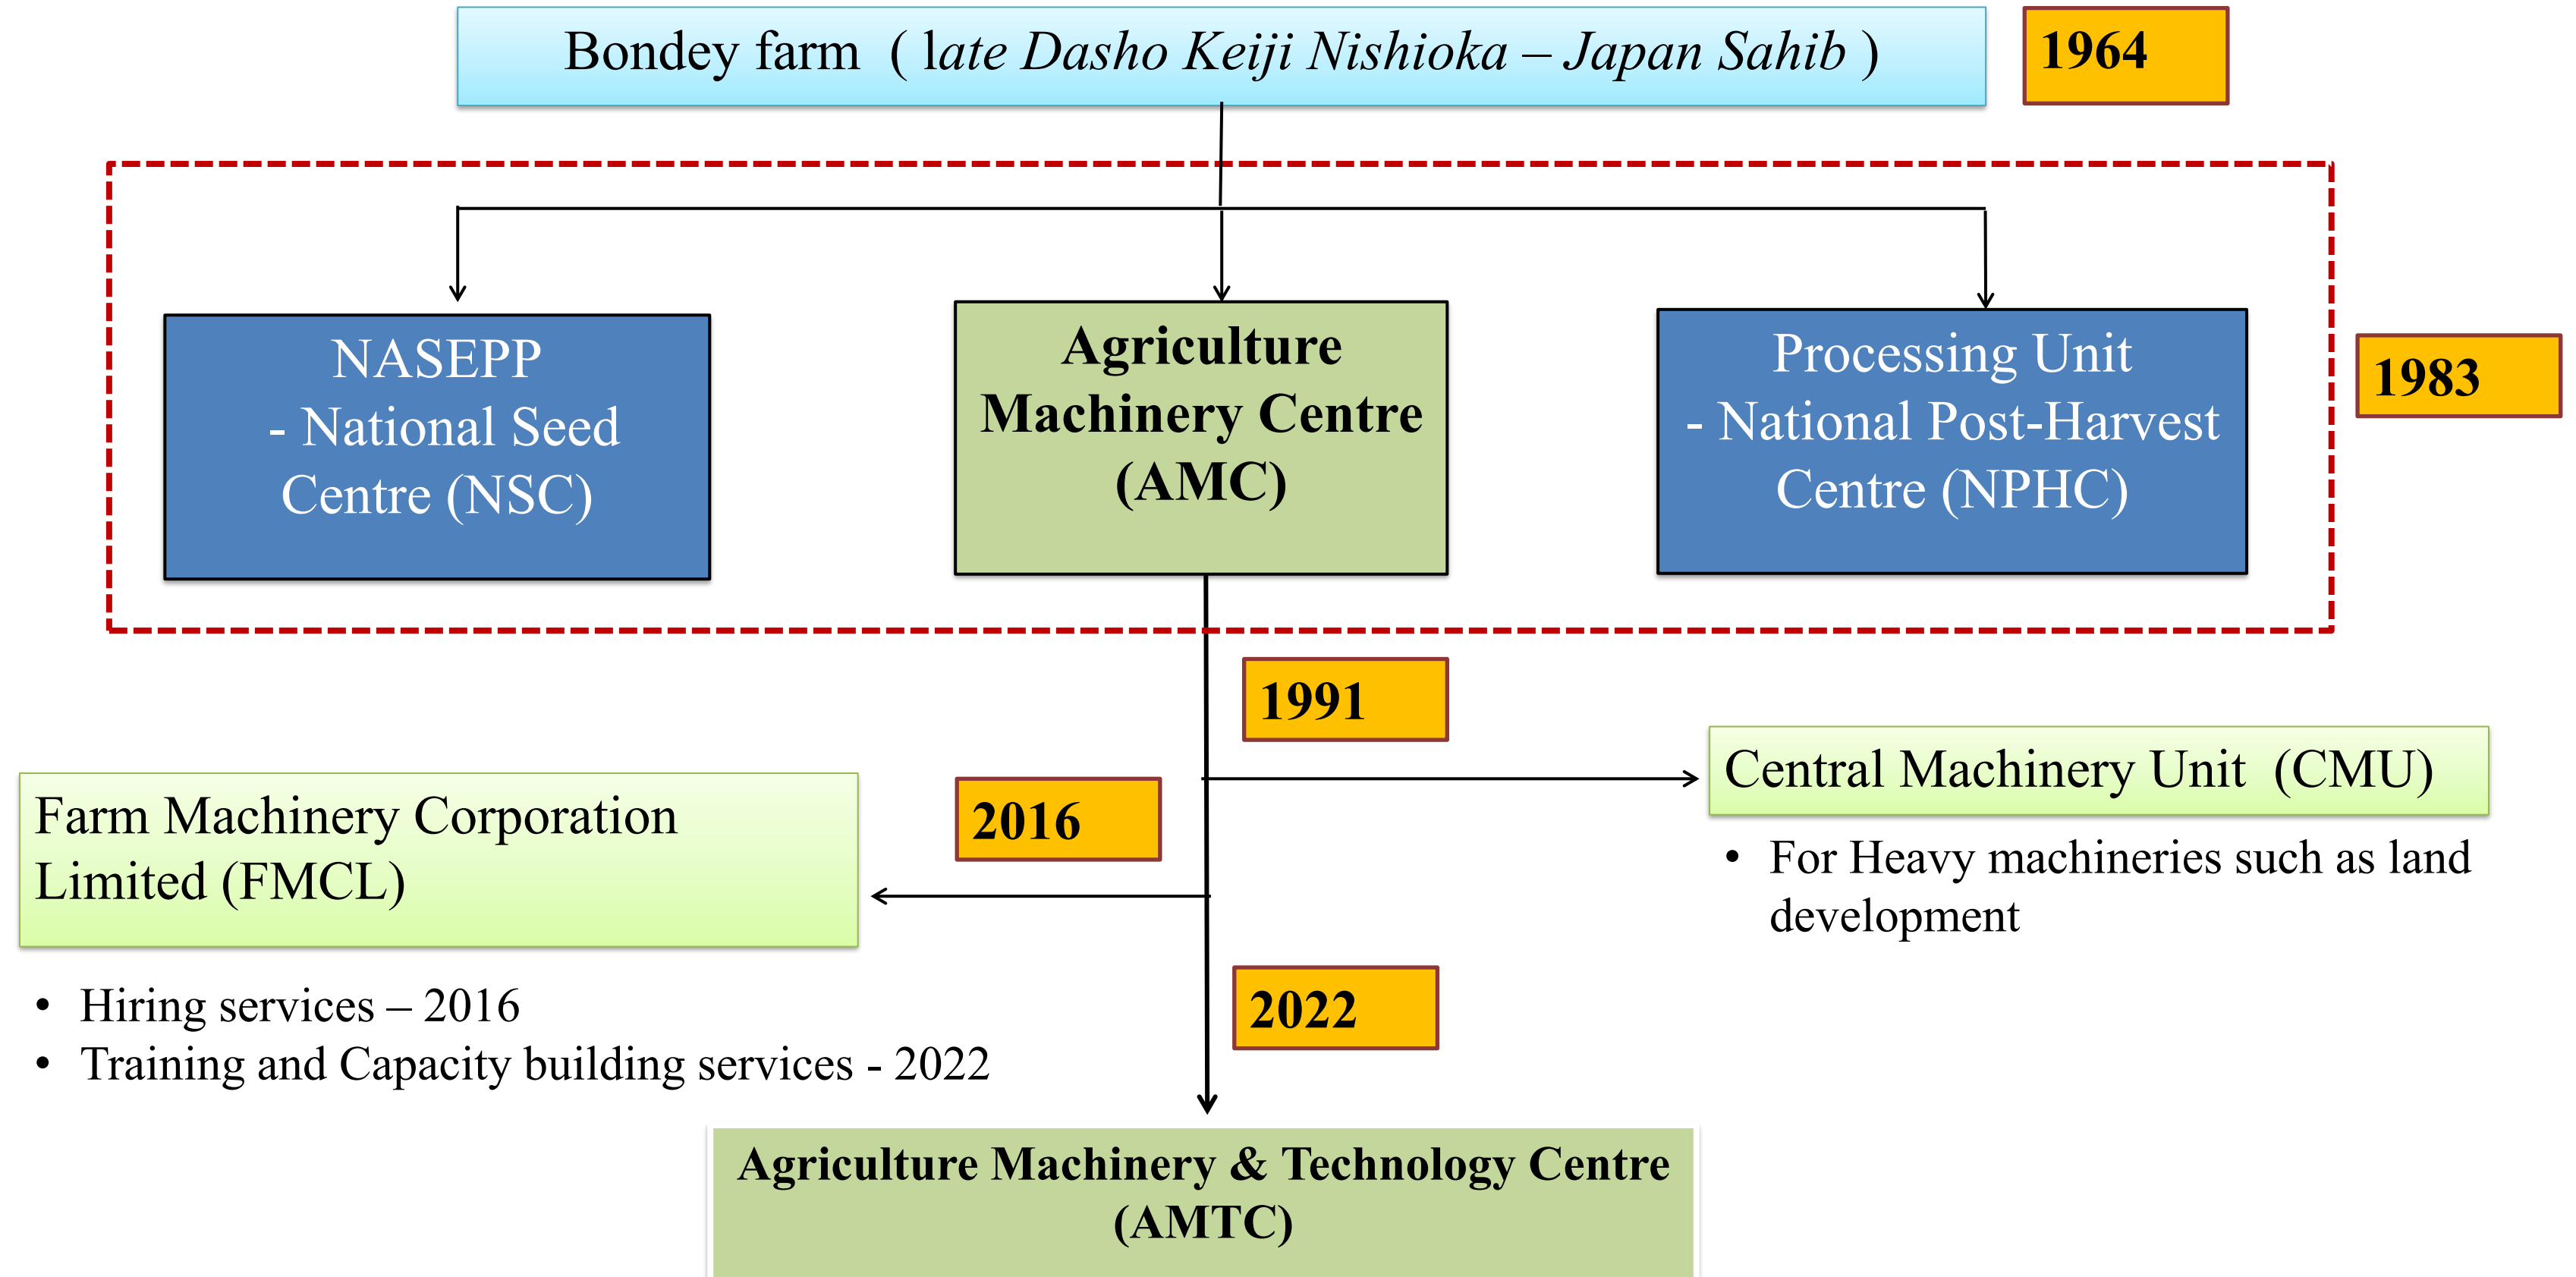 Bondey farm ( late Dasho Keiji Nishioka – Japan Sahib )
1964
NASEPP
- National Seed
Centre (NSC)
Agriculture
Machinery Centre
(AMC)
Processing Unit
- National Post-Harvest
Centre (NPHC)
1983
1991
Central Machinery Unit (CMU)
• For Heavy machineries such as land
development
2016
Farm Machinery Corporation
Limited (FMCL)
• Hiring services – 2016
• Training and Capacity building services - 2022
2022
Agriculture Machinery & Technology Centre
(AMTC)